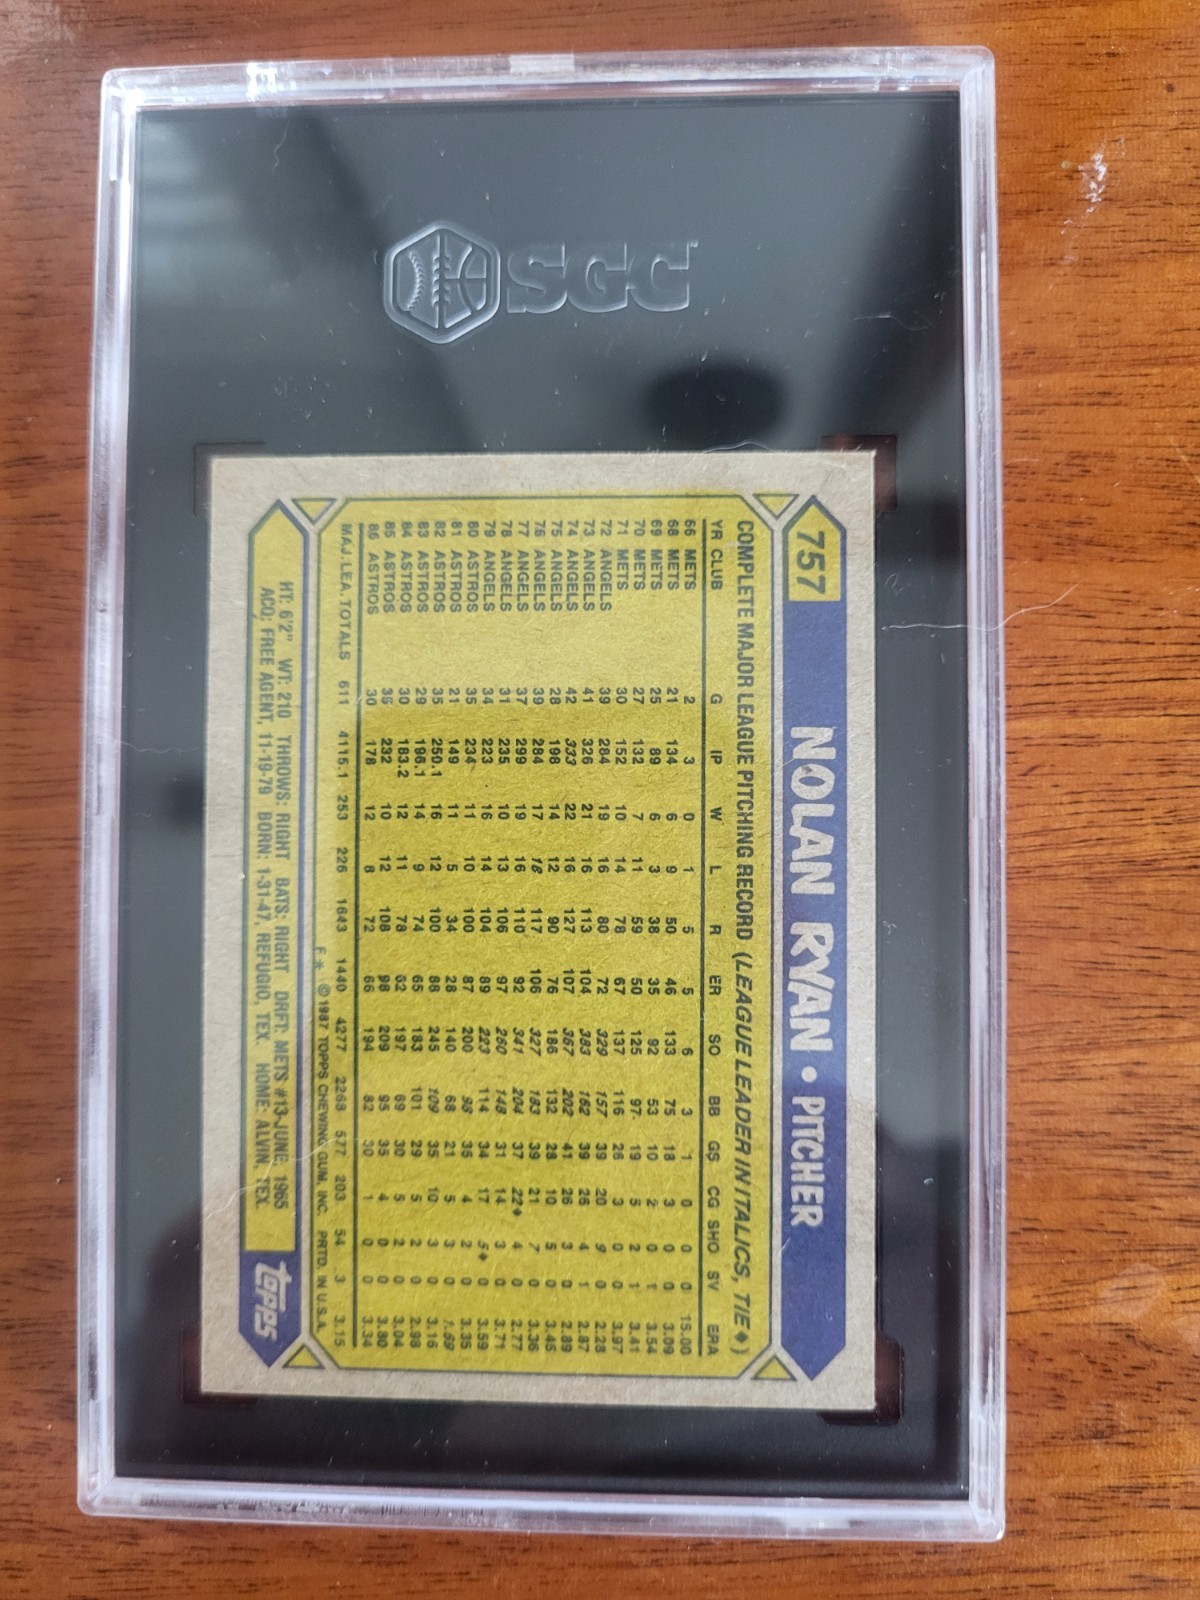 SGC
757 NOLAN RYAN • PITCHER
COMPLETE MAJOR LEAGUE PITCHING RECORD (LEAGUE LEADER IN ITALICS, TIE ♦)
YR CLUB G IP W L R ER SO BB GS CG SHO SV ERA
66 METS 2 3 0 1 5 5 6 3 1 0 0 0 15.00
68 METS 21 134 6 9 50 46 133 75 18 3 0 0 3.09
69 METS 25 89 6 3 38 35 92 53 10 2 0 1 3.54
70 METS 27 132 7 11 59 50 125 97 19 5 2 1 3.41
71 METS 30 152 10 14 78 67 137 116 26 3 0 0 3.97
72 ANGELS 39 284 19 16 80 72 329 157 39 20 9 0 2.28
73 ANGELS 41 326 21 16 113 104 383 162 39 26 4 1 2.87
74 ANGELS 42 333 22 16 127 107 367 202 41 26 3 0 2.89
75 ANGELS 28 198 14 12 90 76 186 132 28 10 5 0 3.45
76 ANGELS 39 284 17 18 117 106 327 183 39 21 7 0 3.36
77 ANGELS 37 299 19 16 110 92 341 204 37 22♦ 4 0 2.77
78 ANGELS 31 235 10 13 106 97 260 148 31 14 3 0 3.71
79 ANGELS 34 223 16 14 104 89 223 114 34 17 5♦ 0 3.59
80 ASTROS 35 234 11 10 100 87 200 98 35 4 2 0 3.35
81 ASTROS 21 149 11 5 34 28 140 68 21 5 3 0 1.69
82 ASTROS 35 250.1 16 12 100 88 245 109 35 10 3 0 3.16
83 ASTROS 29 196.1 14 9 74 65 183 101 29 5 2 0 2.98
84 ASTROS 30 183.2 12 11 78 62 197 69 30 5 2 0 3.04
85 ASTROS 35 232 10 12 108 98 209 95 35 4 0 0 3.80
86 ASTROS 30 178 12 8 72 66 194 82 30 1 0 0 3.34
MAJ. LEA. TOTALS 611 4115.1 253 226 1643 1440 4277 2268 577 203 54 3 3.15
F* © 1987 TOPPS CHEWING GUM, INC. PRTD. IN U.S.A.
HT: 6'2" WT: 210 THROWS: RIGHT BATS: RIGHT DRFT: METS #13-JUNE, 1965
ACQ: FREE AGENT, 11-19-79 BORN: 1-31-47, REFUGIO, TEX. HOME: ALVIN, TEX.
topps